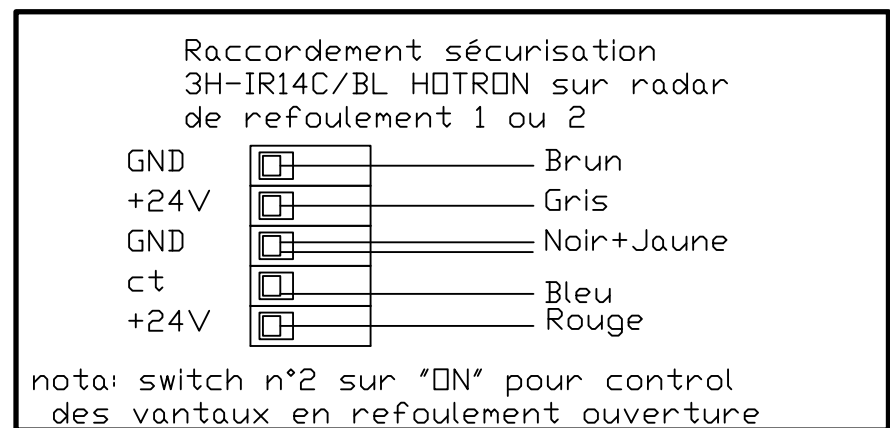 Raccordement sécurisation
3H-IR14C/BL HOTRON sur radar
de refoulement 1 ou 2
GND Brun
+24V Gris
GND Noir+Jaune
ct Bleu
+24V Rouge
nota: switch n°2 sur "ON" pour control
des vantaux en refoulement ouverture